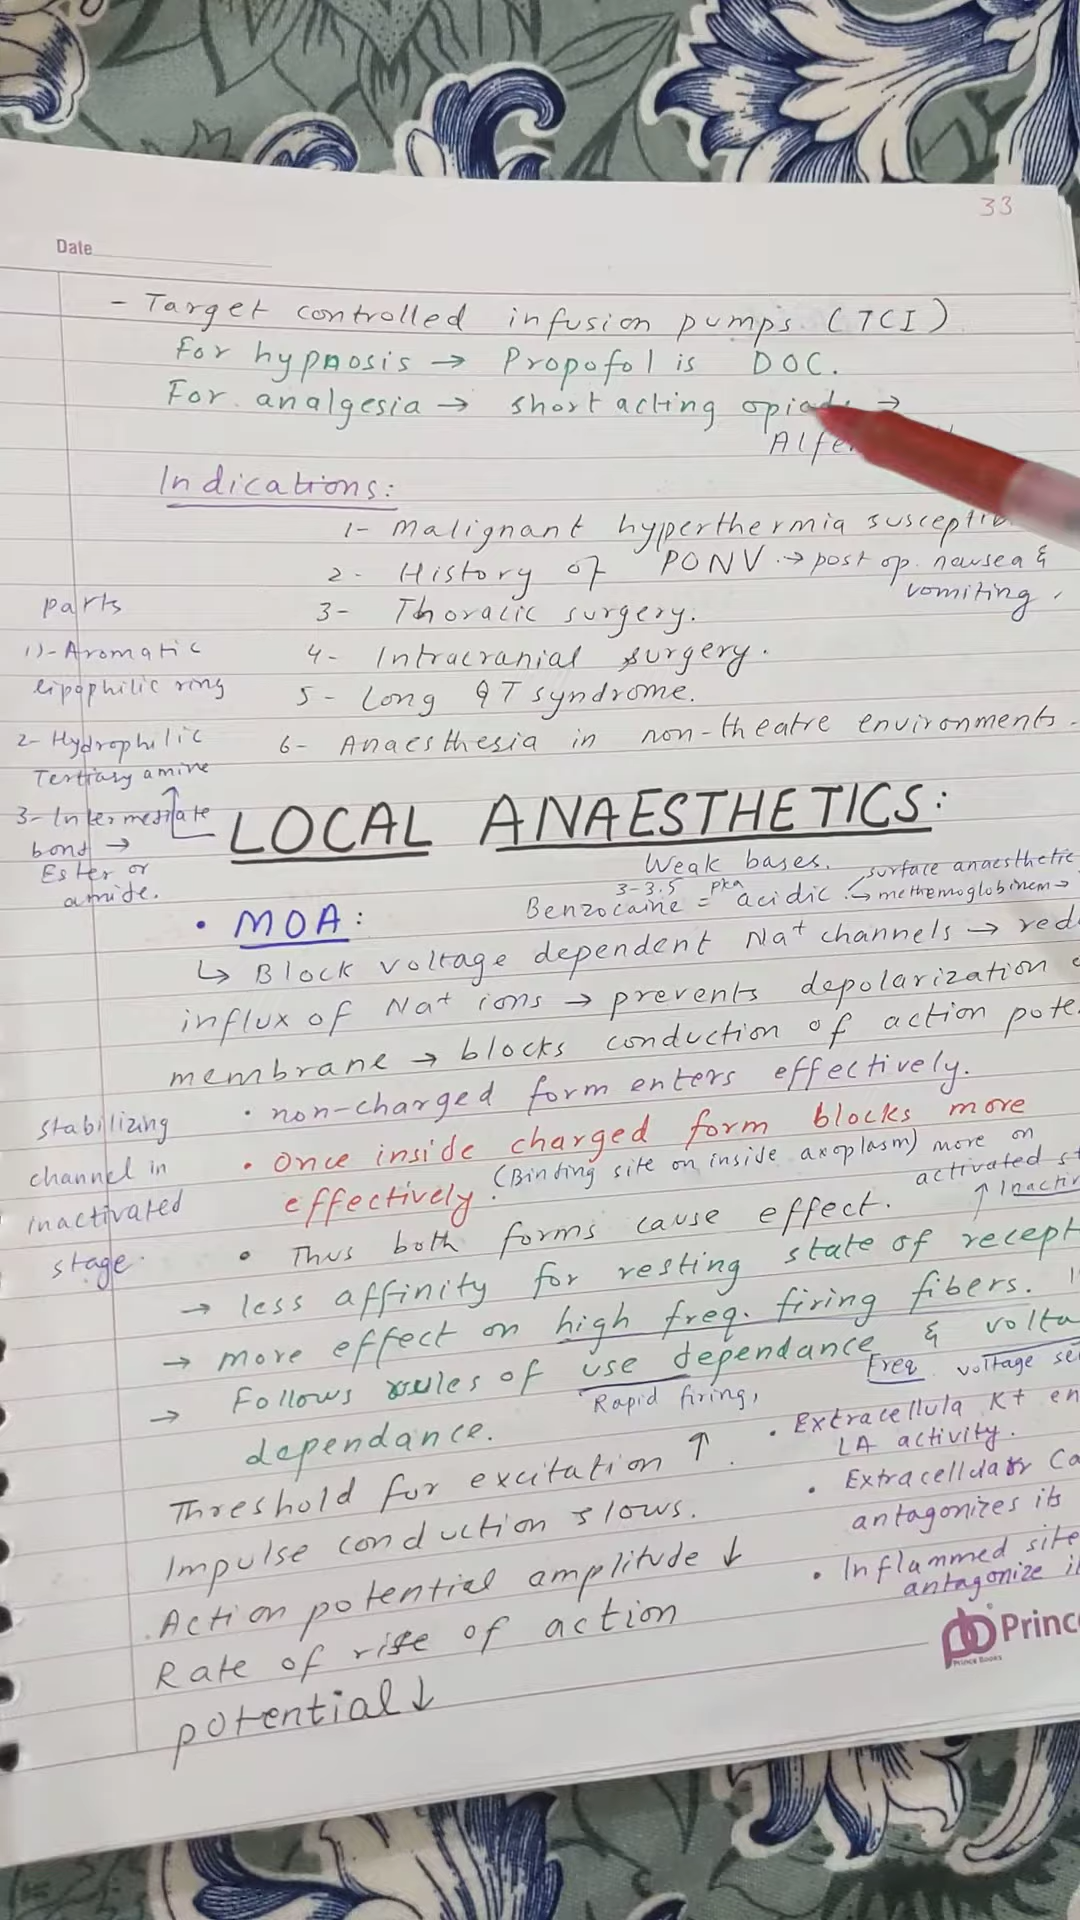 33
Date
- Target controlled infusion pumps (TCI)
For hypnosis → Propofol is DOC.
For analgesia → short acting →
Indications:
1- Malignant hyperthermia
2- History of PONV → post op. nausea &
vomiting,
3- Thoracic surgery.
4- Intracranial surgery.
5- Long QT syndrome.
6- Anaesthesia in non-theatre environments.
parts
1)- Aromatic
lipophilic ring
2- Hydrophilic
Tertiary amine
3- Intermediate
bond →
Ester or
amide.
LOCAL ANAESTHETICS:
Weak bases.
3-3.5 pka surface anaesthetic
Benzocaine = acidic → methemoglobinem →
• MOA:
↳ Block voltage dependent Na+ channels →
influx of Na+ ions → prevents depolarization
membrane → blocks conduction of action
• non-charged form enters effectively.
• Once inside charged form blocks more
effectively. (Binding site on inside axoplasm) more on
activated
↑
• Thus both forms cause effect.
stabilizing
channel in
inactivated
stage.
→ less affinity for resting state of
→ more effect on high freq. firing fibers.
→ Follows rules of use dependance &
Rapid firing, Freq voltage
dependance.
Threshold for excitation ↑
Impulse conduction slows.
Action potential amplitude ↓
Rate of rise of action
potential ↓
• Extracellula K+
LA activity.
• Extracellular
antagonizes its
• Inflammed site
antagonize
Prince Books